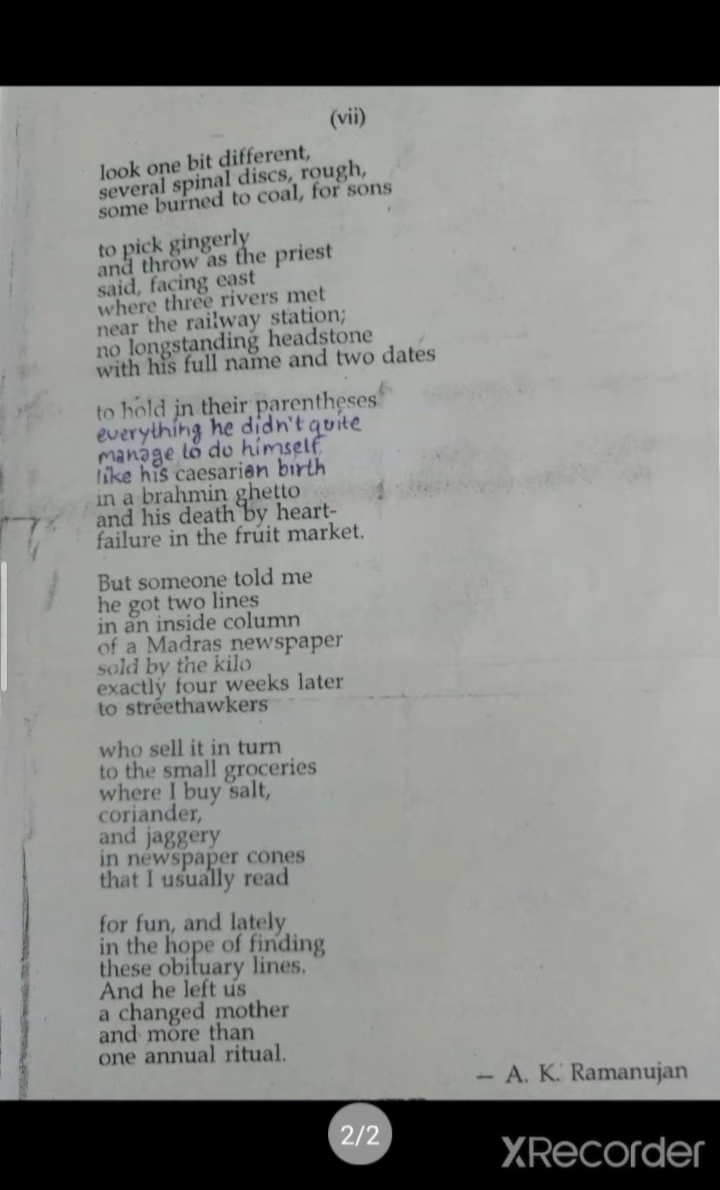 (vii)
look one bit different,
several spinal discs, rough,
some burned to coal, for sons
to pick gingerly
and throw as the priest
said, facing east
where three rivers met
near the railway station;
no longstanding headstone
with his full name and two dates
to hold in their parentheses
everything he didn't quite
manage to do himself,
like his caesarian birth
in a brahmin ghetto
and his death by heart-
failure in the fruit market.
But someone told me
he got two lines
in an inside column
of a Madras newspaper
sold by the kilo
exactly four weeks later
to streethawkers
who sell it in turn
to the small groceries
where I buy salt,
coriander,
and jaggery
in newspaper cones
that I usually read
for fun, and lately
in the hope of finding
these obituary lines.
And he left us
a changed mother
and more than
one annual ritual.
— A. K. Ramanujan
2/2
XRecorder